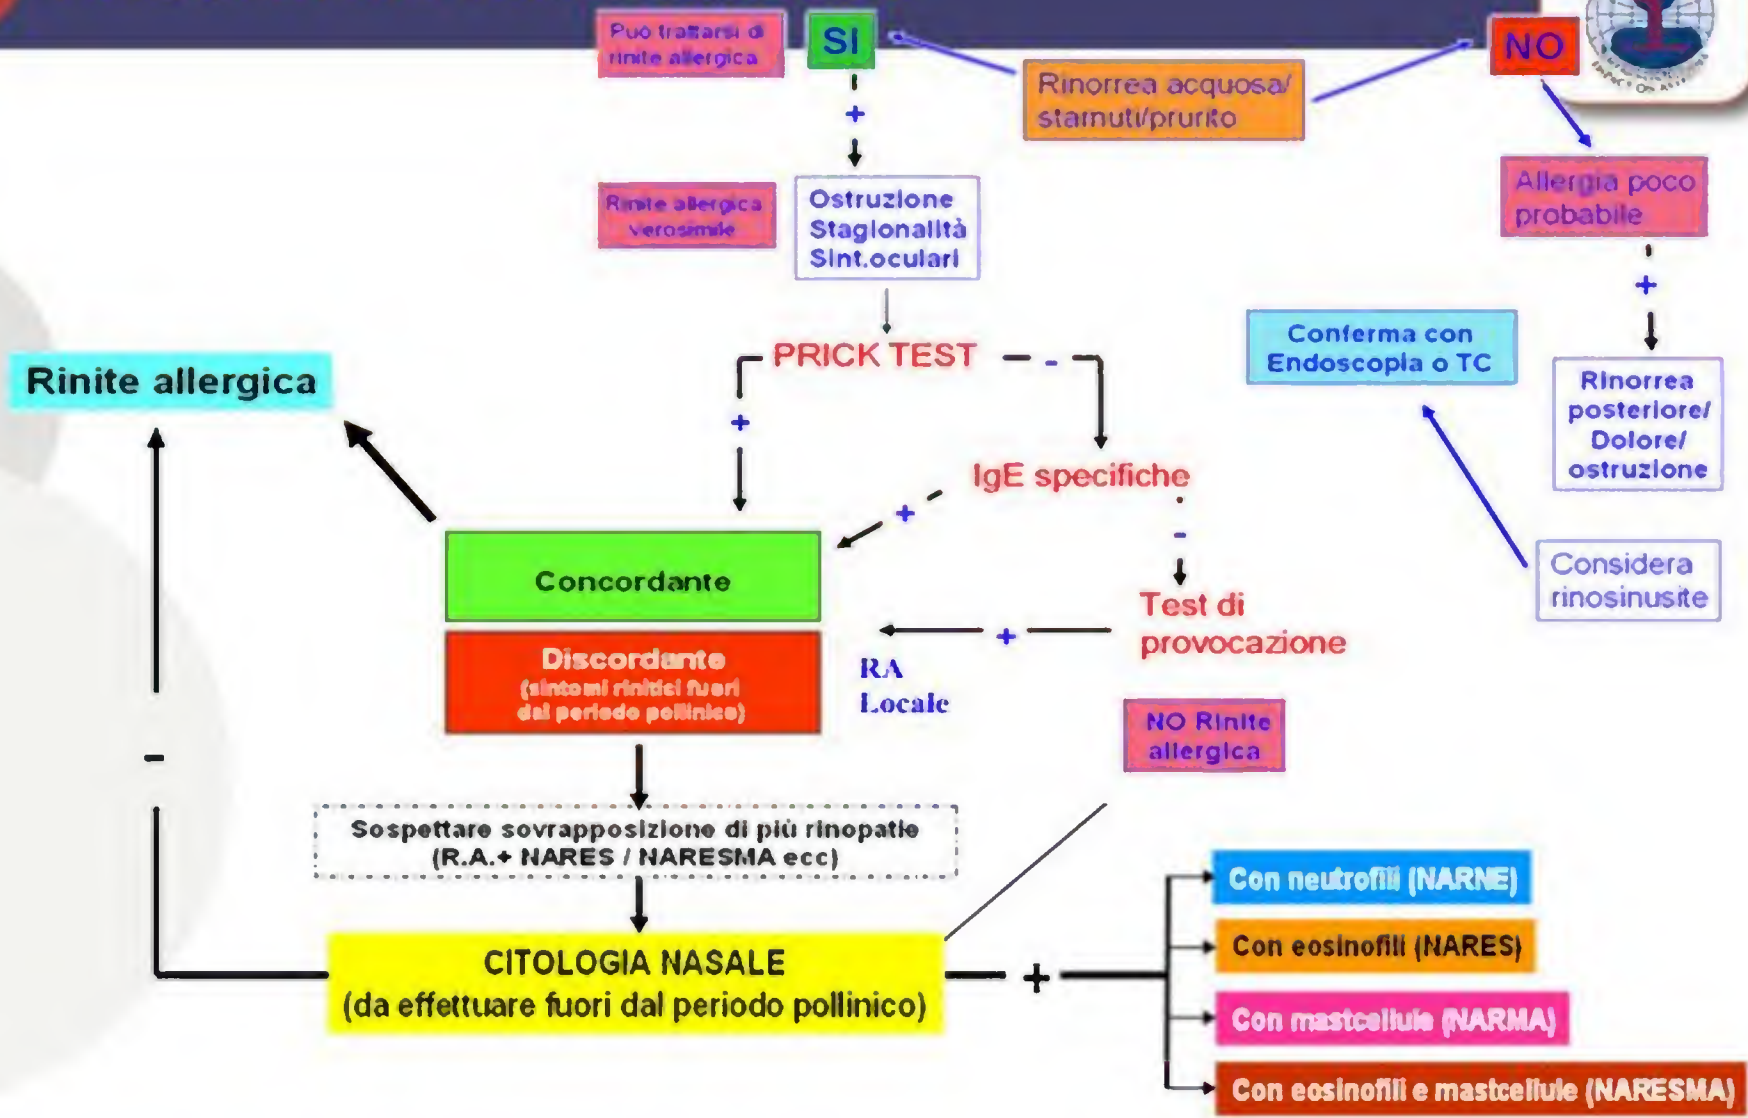 Può trattarsi di
rinite allergica
SI
NO
Rinorrea acquosa/
starnuti/prurito
Allergia poco
probabile
Rinite allergica
verosimile
Ostruzione
Stagionalità
Sint.oculari
+
+
Conferma con
Endoscopia o TC
PRICK TEST
-
Rinite allergica
Rinorrea
posteriore/
Dolore/
ostruzione
+
IgE specifiche
+
-
Considera
rinosinusite
Concordante
Test di
provocazione
+
Discordante
(sintomi rinitici fuori
dal periodo pollinico)
RA
Locale
NO Rinite
allergica
-
Sospettare sovrapposizione di più rinopatie
(R.A.+ NARES / NARESMA ecc)
CITOLOGIA NASALE
(da effettuare fuori dal periodo pollinico)
+
Con neutrofili (NARNE)
Con eosinofili (NARES)
Con mastcellule (NARMA)
Con eosinofili e mastcellule (NARESMA)